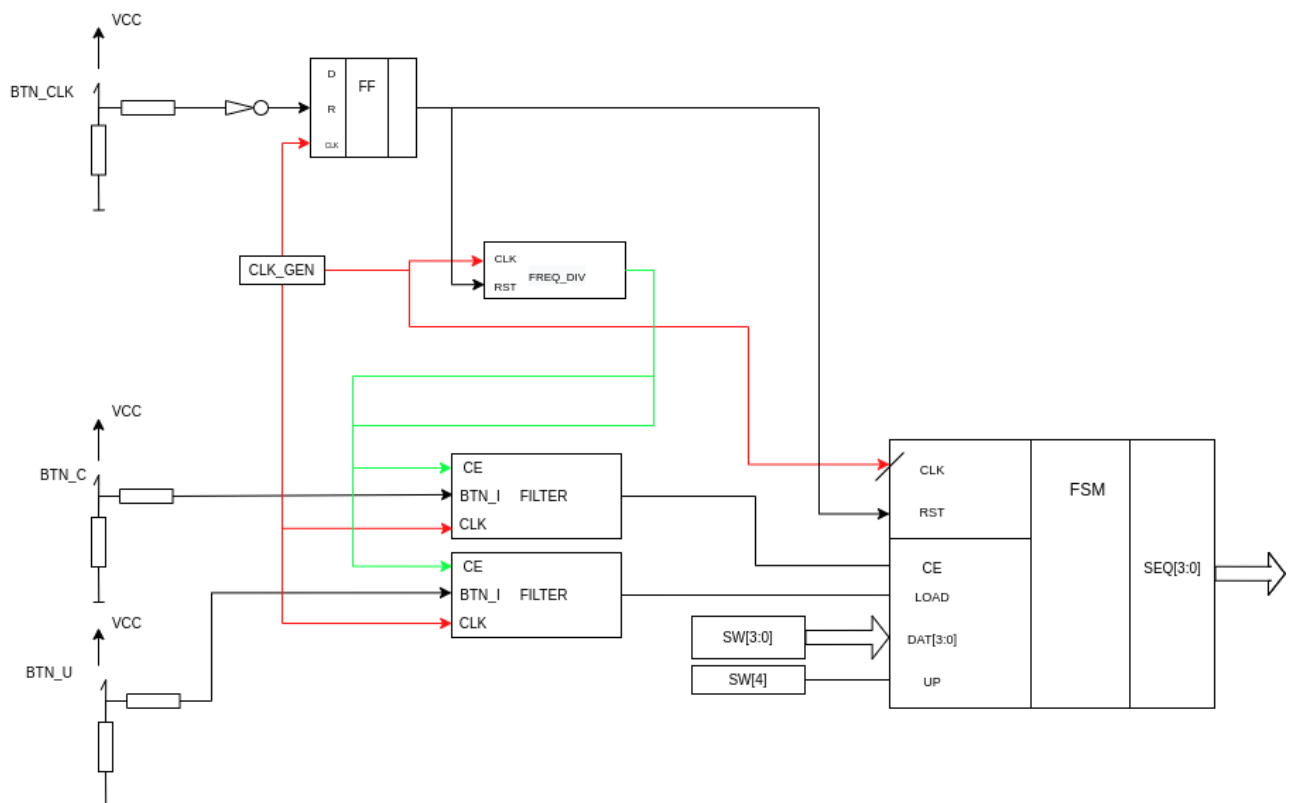 VCC
BTN_CLK
D
FF
R
CLK
CLK_GEN
CLK
FREQ_DIV
RST
VCC
BTN_C
CE
BTN_I FILTER
CLK
CE
BTN_I FILTER
CLK
VCC
BTN_U
CLK
FSM
RST
CE
SEQ[3:0]
LOAD
SW[3:0]
DAT[3:0]
SW[4]
UP